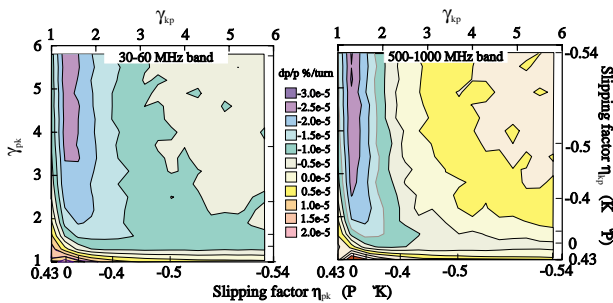 γkp
γkp
1 2 3 4 5 6
1 2 3 4 5 6
30-60 MHz band
500-1000 MHz band
γpk
6
5
4
3
2
1
dp/p %/turn
-3.0e-5
-2.5e-5
-2.0e-5
-1.5e-5
-1.0e-5
-0.5e-5
0.0e-5
0.5e-5
1.0e-5
1.5e-5
2.0e-5
-0.54
-0.5
-0.4
0
0.43
Slipping factor ηkp (K P)
0.43 0 -0.4 -0.5 -0.54
0.43 0 -0.4 -0.5 -0.54
Slipping factor ηpk (P K)